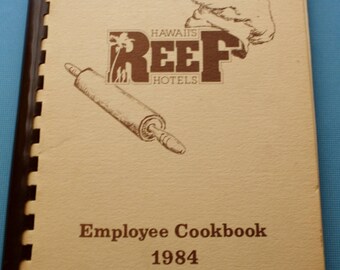 HAWAII'S
REEF
HOTELS
Employee Cookbook
1984